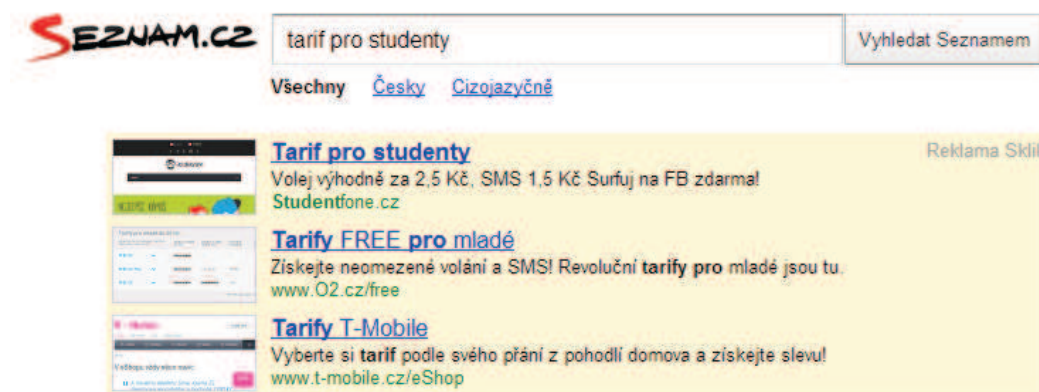 SEZNAM.CZ tarif pro studenty Vyhledat Seznamem
Všechny Česky Cizojazyčně
Tarif pro studenty Reklama Skli
Volej výhodně za 2,5 Kč, SMS 1,5 Kč Surfuj na FB zdarma!
Studentfone.cz
Tarify FREE pro mladé
Získejte neomezené volání a SMS! Revoluční tarify pro mladé jsou tu.
www.O2.cz/free
Tarify T-Mobile
Vyberte si tarif podle svého přání z pohodlí domova a získejte slevu!
www.t-mobile.cz/eShop